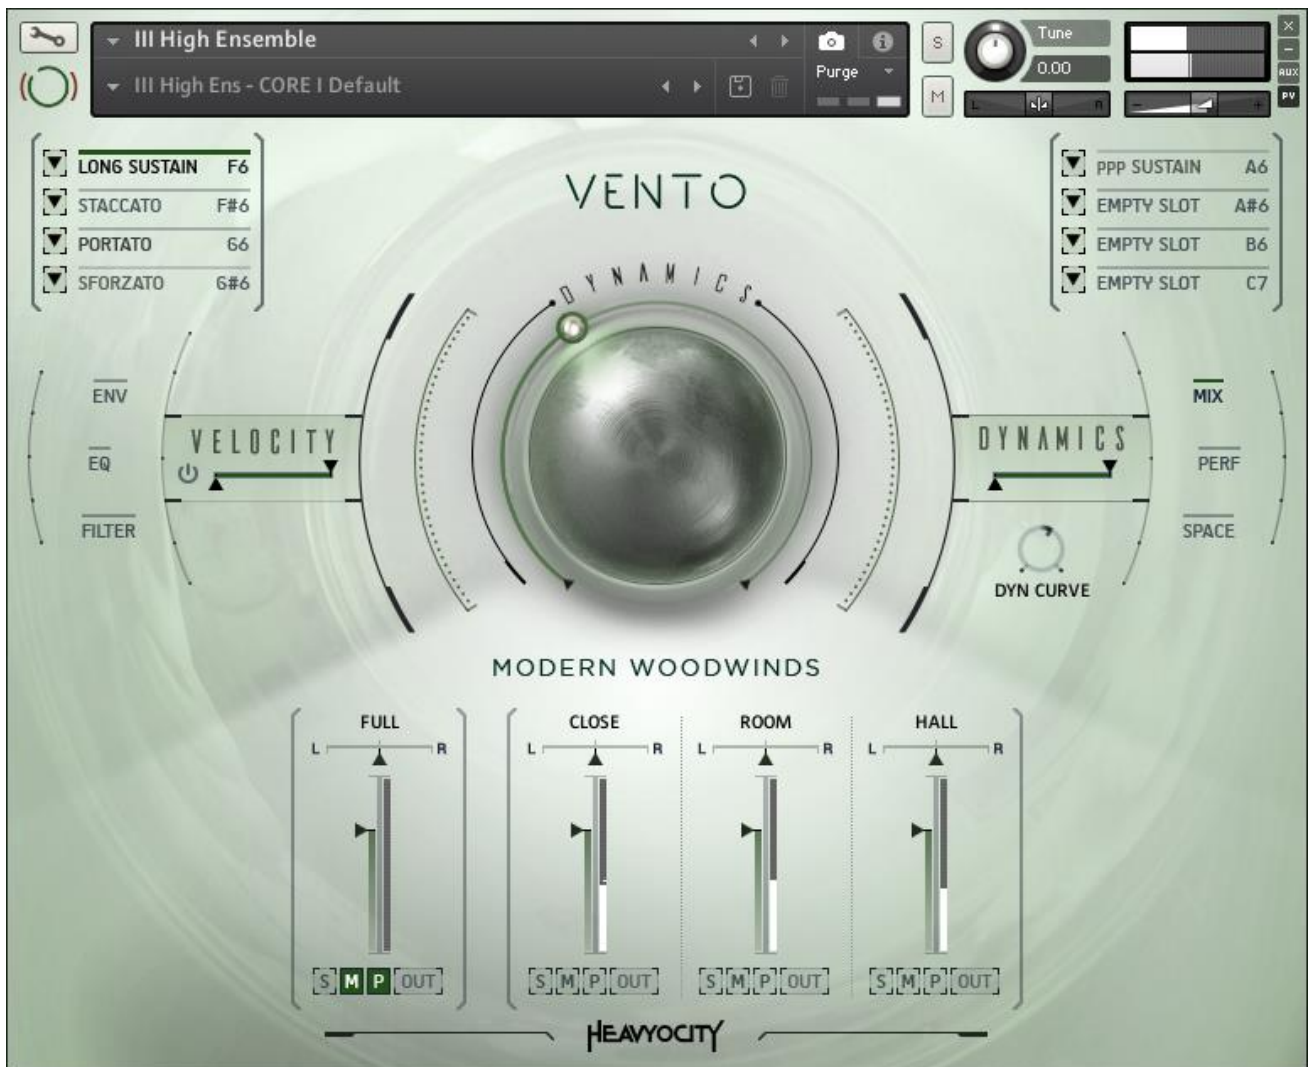 III High Ensemble
III High Ens - CORE I Default
Purge
S
M
Tune
0.00
L R
- +
×
-
AUX
PV
LONG SUSTAIN F6
STACCATO F#6
PORTATO G6
SFORZATO G#6
VENTO
PPP SUSTAIN A6
EMPTY SLOT A#6
EMPTY SLOT B6
EMPTY SLOT C7
DYNAMICS
ENV
EQ
FILTER
VELOCITY
DYNAMICS
DYN CURVE
MIX
PERF
SPACE
MODERN WOODWINDS
FULL CLOSE ROOM HALL
L R L R L R L R
S M P OUT S M P OUT S M P OUT S M P OUT
HEAVYOCITY